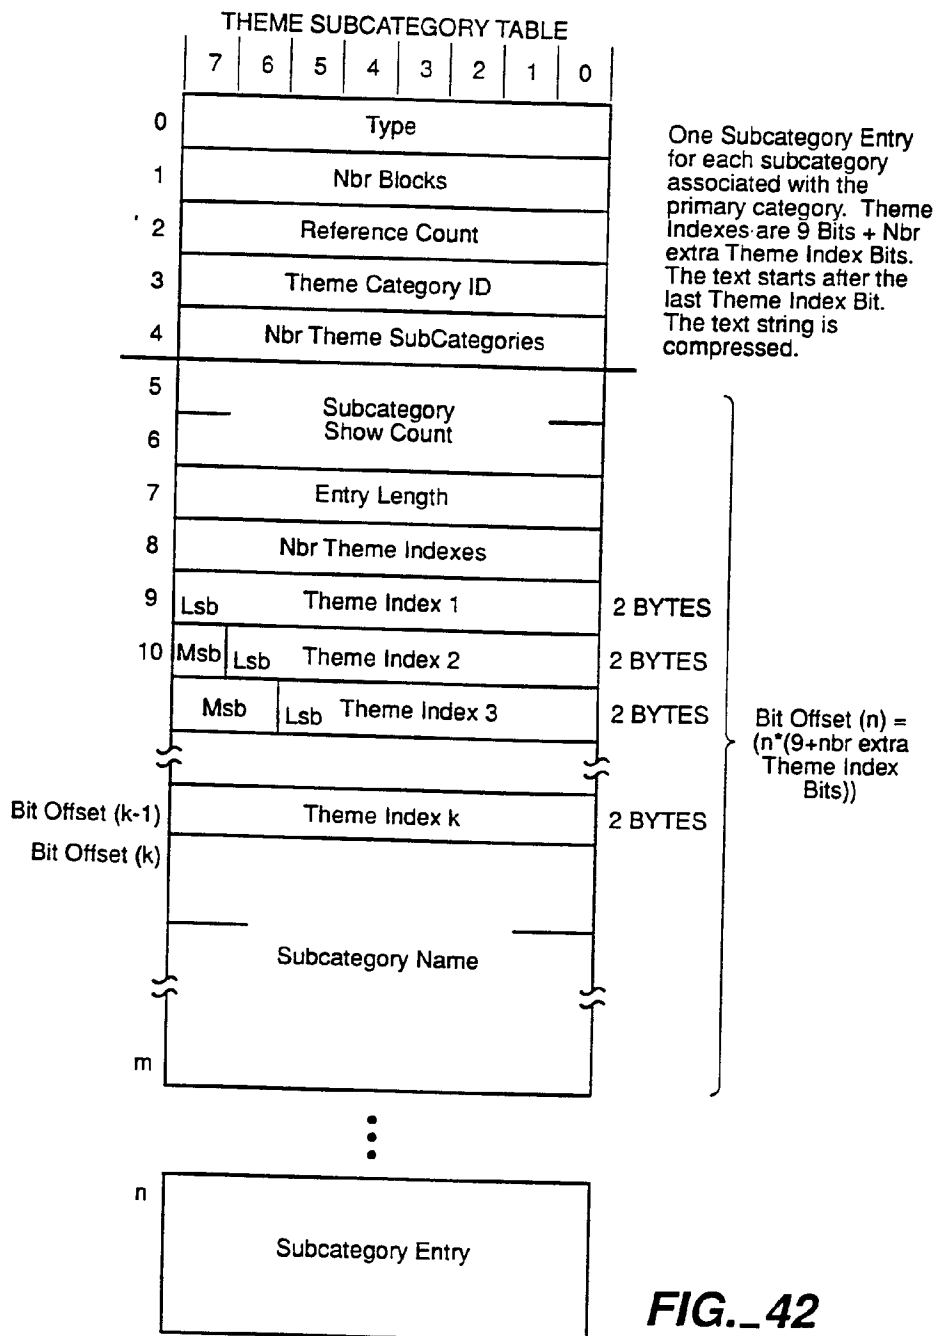 THEME SUBCATEGORY TABLE
7 6 5 4 3 2 1 0
0 Type
1 Nbr Blocks
2 Reference Count
3 Theme Category ID
4 Nbr Theme SubCategories
One Subcategory Entry
for each subcategory
associated with the
primary category. Theme
Indexes are 9 Bits + Nbr
extra Theme Index Bits.
The text starts after the
last Theme Index Bit.
The text string is
compressed.
5
Subcategory
Show Count
6
7 Entry Length
8 Nbr Theme Indexes
9 Lsb Theme Index 1 2 BYTES
10 Msb Lsb Theme Index 2 2 BYTES
Msb Lsb Theme Index 3 2 BYTES
Bit Offset (n) =
(n*(9+nbr extra
Theme Index
Bits))
Bit Offset (k-1) Theme Index k 2 BYTES
Bit Offset (k)
Subcategory Name
m
n
Subcategory Entry
FIG._42